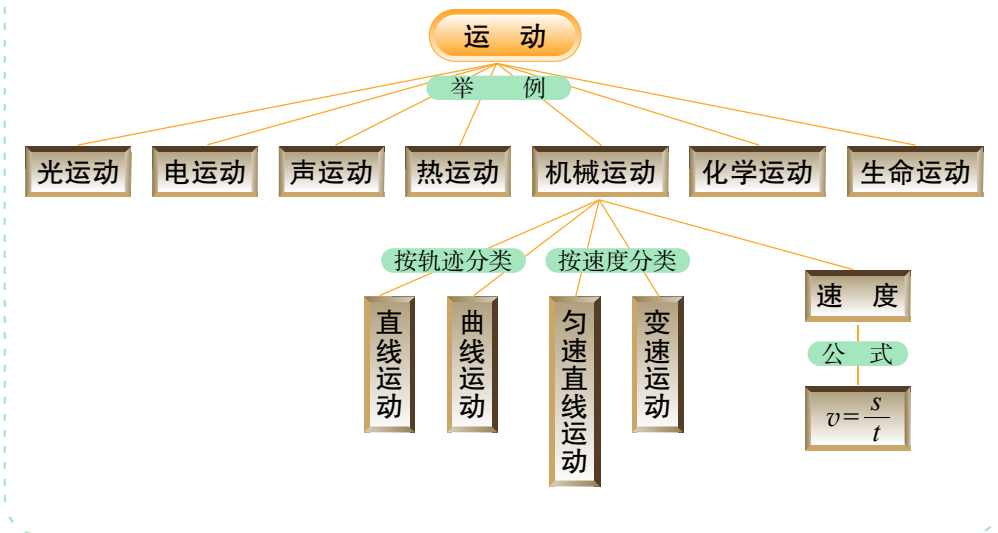 运 动
举 例
光运动 电运动 声运动 热运动 机械运动 化学运动 生命运动
按轨迹分类 按速度分类
速 度
直线运动 曲线运动 匀速直线运动 变速运动
公 式
v=s/t